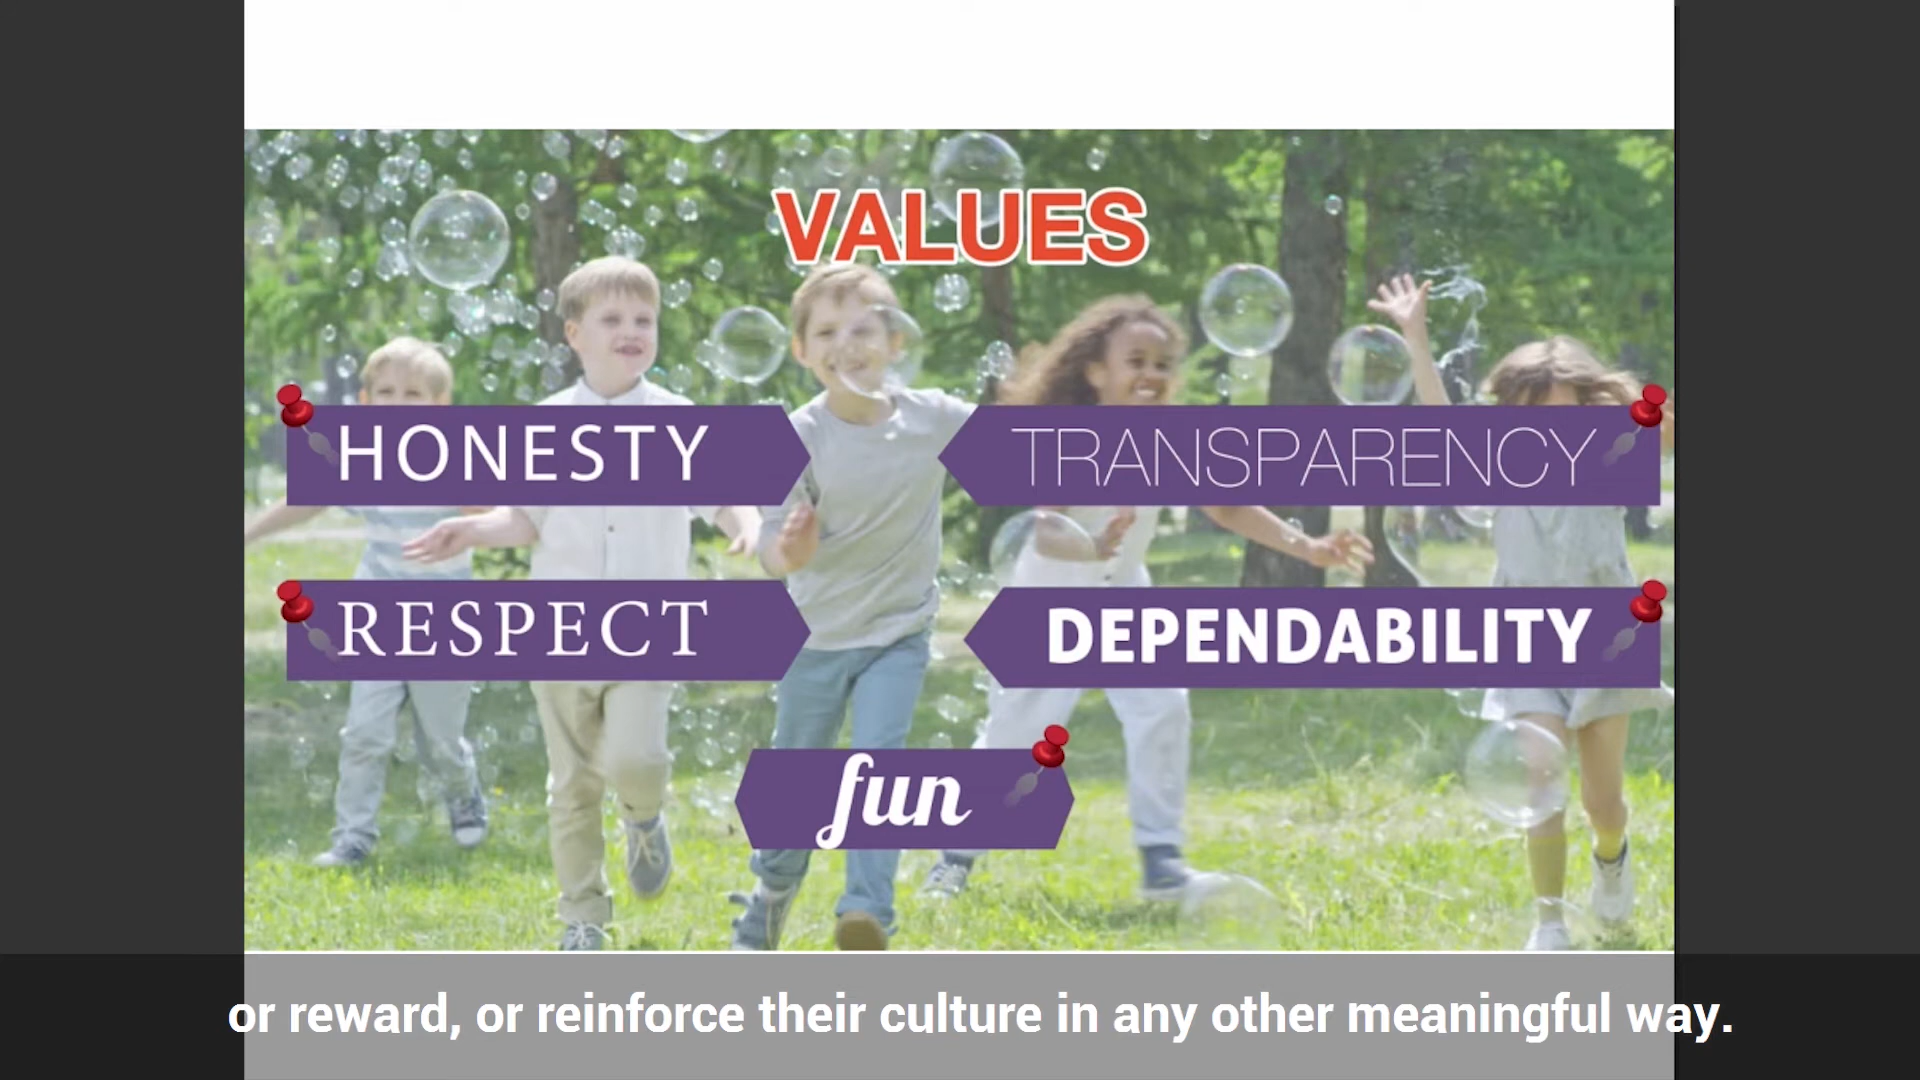 VALUES
HONESTY
TRANSPARENCY
RESPECT
DEPENDABILITY
fun
or reward, or reinforce their culture in any other meaningful way.